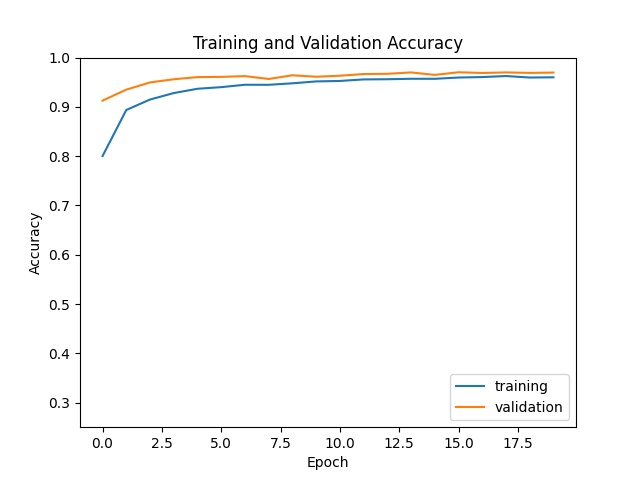 Training and Validation Accuracy
1.0
0.9
0.8
0.7
0.6
0.5
0.4
0.3
Accuracy
training
validation
0.0 2.5 5.0 7.5 10.0 12.5 15.0 17.5
Epoch